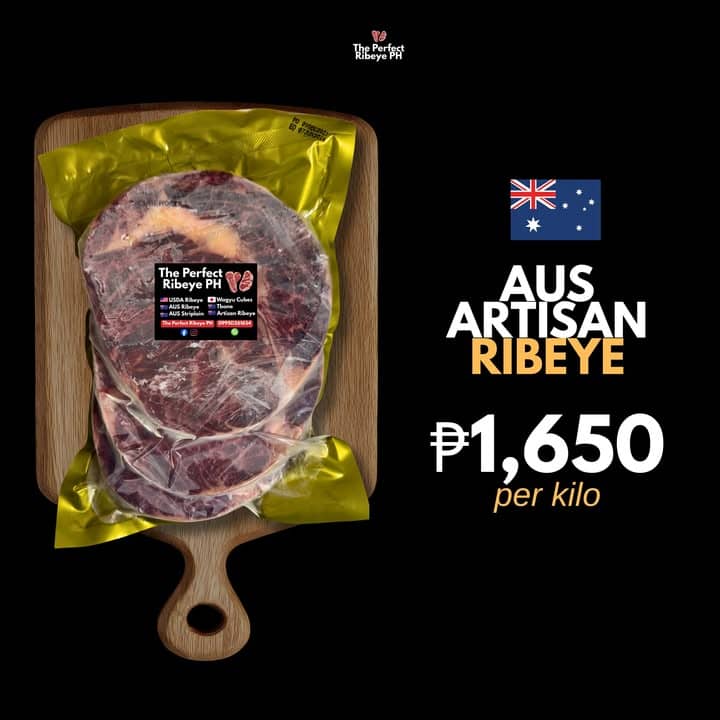 The Perfect
Ribeye PH
The Perfect
Ribeye PH
USDA Ribeye
Wagyu Cubes
AUS Ribeye
Tbone
AUS Striploin
Artisan Ribeye
The Perfect Ribeye PH
AUS
ARTISAN
RIBEYE
₱1,650
per kilo